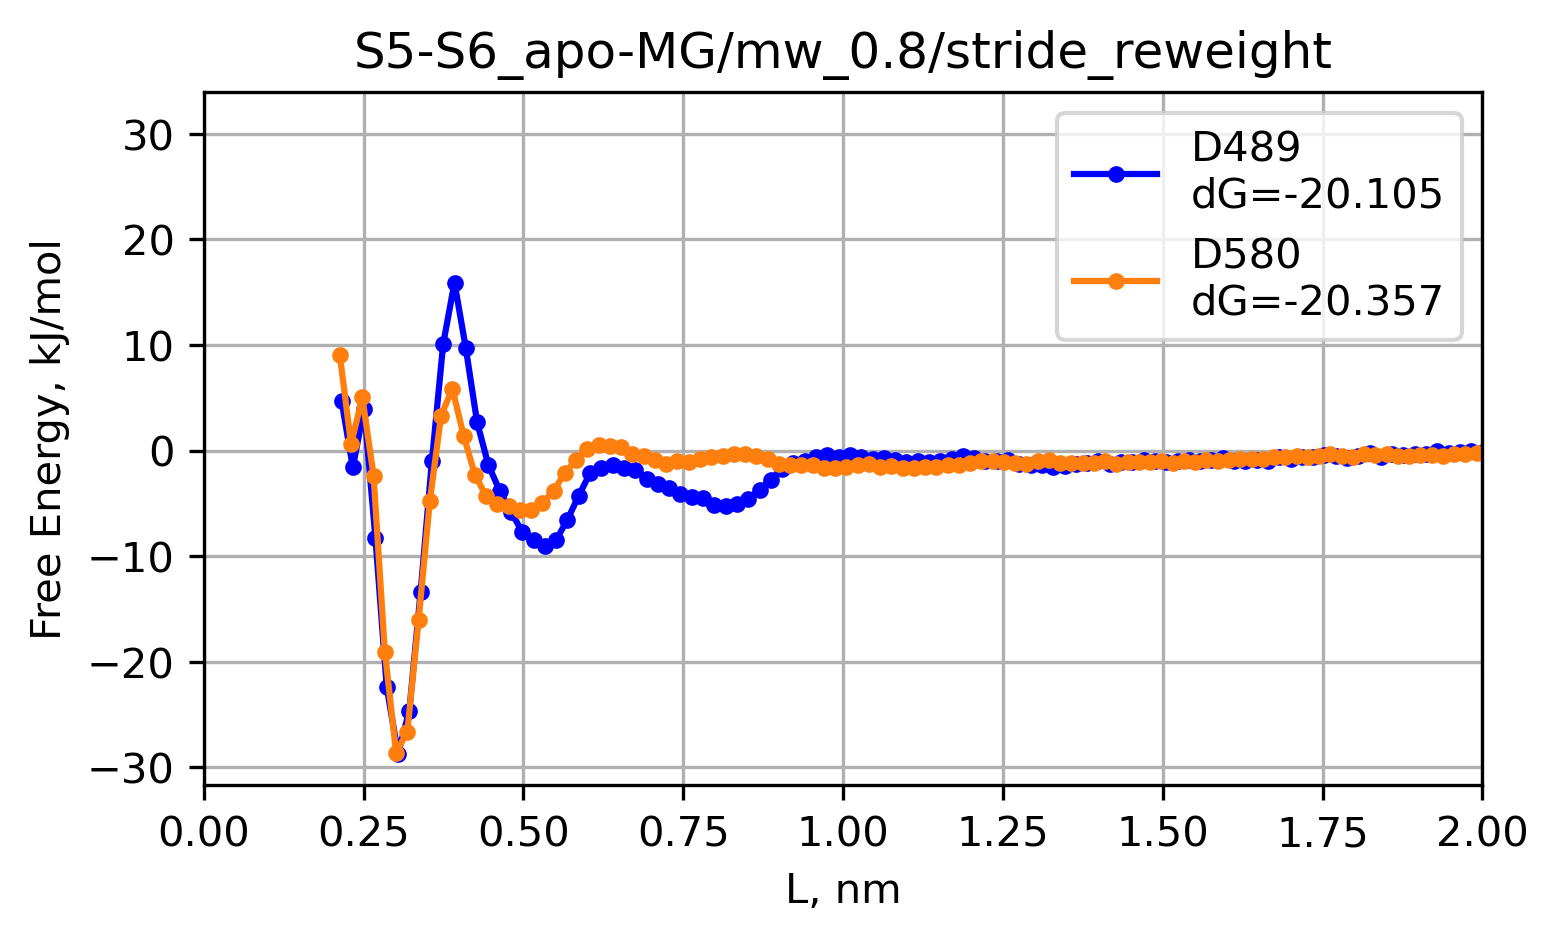 S5-S6_apo-MG/mw_0.8/stride_reweight
30
20
10
0
−10
−20
−30
Free Energy, kJ/mol
D489
dG=-20.105
D580
dG=-20.357
0.00 0.25 0.50 0.75 1.00 1.25 1.50 1.75 2.00
L, nm